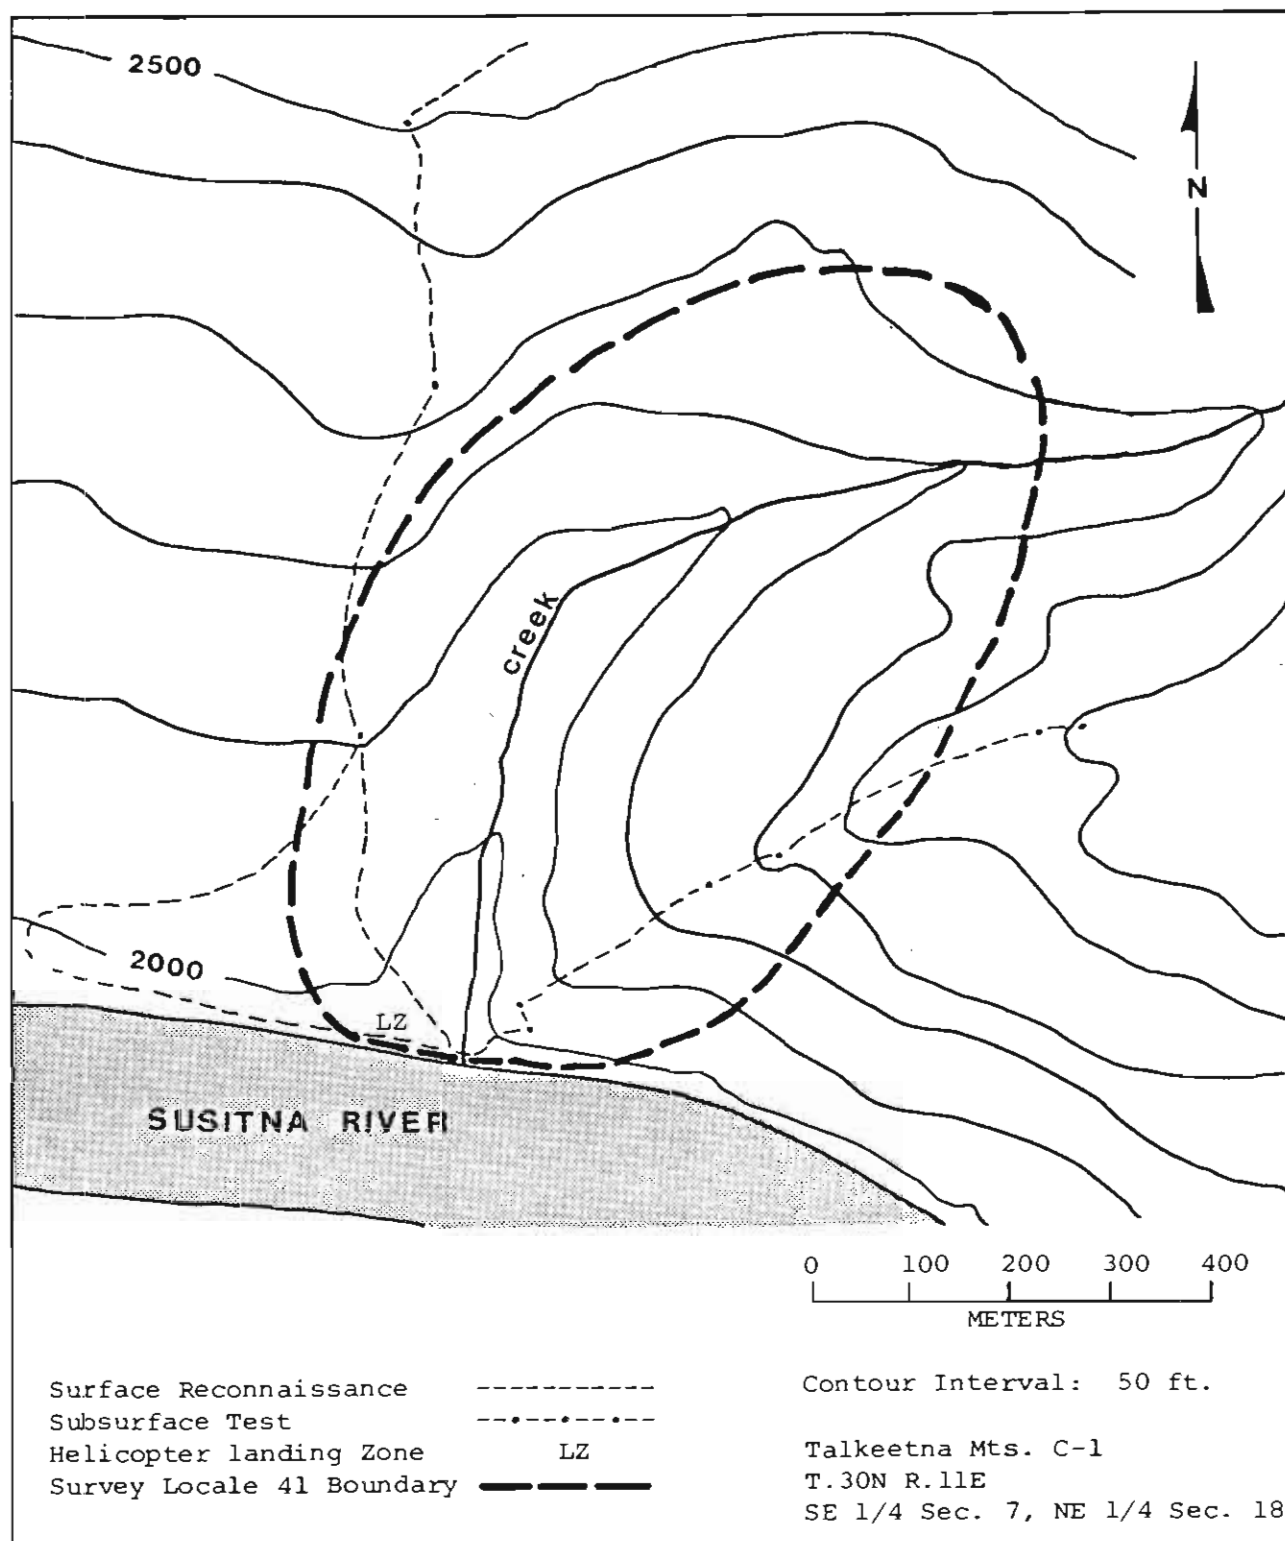 2500
N
creek
2000
LZ
SUSITNA RIVER
0 100 200 300 400
METERS
Surface Reconnaissance
Subsurface Test
Helicopter landing Zone LZ
Survey Locale 41 Boundary
Contour Interval: 50 ft.
Talkeetna Mts. C-1
T.30N R.11E
SE 1/4 Sec. 7, NE 1/4 Sec. 18